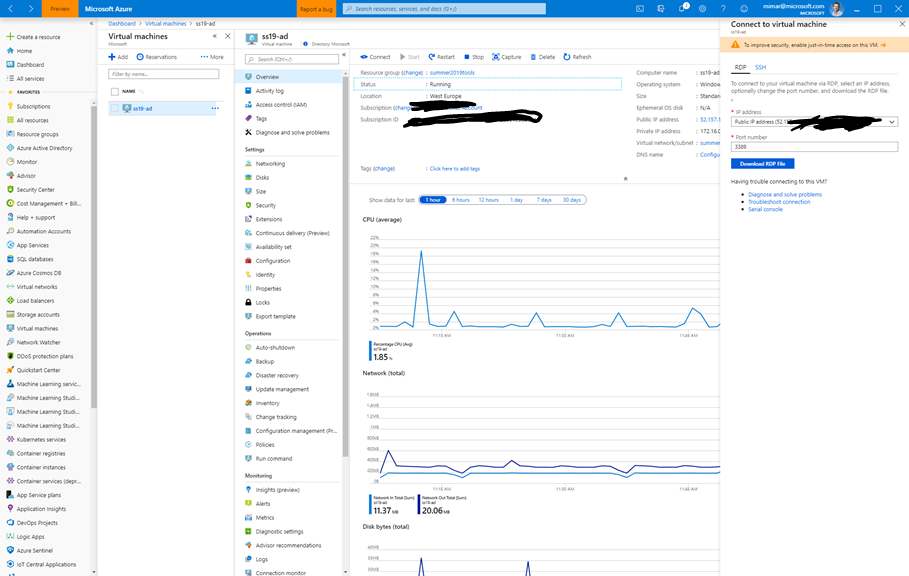 Preview
Microsoft Azure
Report a bug
Search resources, services, and docs (G+/)
mimar@microsoft.com
MICROSOFT
Create a resource
Home
Dashboard
All services
FAVORITES
Subscriptions
All resources
Resource groups
Azure Active Directory
Monitor
Advisor
Security Center
Cost Management + Bill...
Help + support
Automation Accounts
App Services
SQL databases
Azure Cosmos DB
Virtual networks
Load balancers
Storage accounts
Virtual machines
Network Watcher
DDoS protection plans
Quickstart Center
Machine Learning servic...
Machine Learning Studi...
Machine Learning Studi...
Machine Learning Studi...
Kubernetes services
Container registries
Container instances
Container services (depr...
App Service plans
Application Insights
DevOps Projects
Logic Apps
Azure Sentinel
IoT Central Applications
Dashboard > Virtual machines > ss19-ad
Virtual machines
Microsoft
Add
Reservations
More
Filter by name...
NAME
ss19-ad
ss19-ad
Virtual machine
Directory: Microsoft
Search (Ctrl+/)
Overview
Activity log
Access control (IAM)
Tags
Diagnose and solve problems
Settings
Networking
Disks
Size
Security
Extensions
Continuous delivery (Preview)
Availability set
Configuration
Identity
Properties
Locks
Export template
Operations
Auto-shutdown
Backup
Disaster recovery
Update management
Inventory
Change tracking
Configuration management (Pr...
Policies
Run command
Monitoring
Insights (preview)
Alerts
Metrics
Diagnostic settings
Advisor recommendations
Logs
Connection monitor
Connect
Start
Restart
Stop
Capture
Delete
Refresh
Resource group (change) : summer2019tools
Status : Running
Location : West Europe
Subscription (change
Subscription ID :
Computer name : ss19-ad
Operating system : Window
Size : Standar
Ephemeral OS disk : N/A
Public IP address : 52.157.1
Private IP address : 172.16.0
Virtual network/subnet : summer
DNS name : Configu
Tags (change) : Click here to add tags
Show data for last: 1 hour 6 hours 12 hours 1 day 7 days 30 days
CPU (average)
22%
20%
18%
16%
14%
12%
10%
8%
6%
4%
2%
0%
11:15 AM 11:30 AM 11:45 AM
Percentage CPU (Avg)
ss19-ad
1.85 %
Network (total)
1.6MB
1.4MB
1.2MB
1MB
800kB
600kB
400kB
200kB
0B
11:15 AM 11:30 AM 11:45 AM
Network In Total (Sum)
ss19-ad
11.37 MB
Network Out Total (Sum)
ss19-ad
20.06 MB
Disk bytes (total)
40MB
35MB
Connect to virtual machine
ss19-ad
To improve security, enable just-in-time access on this VM.
RDP SSH
To connect to your virtual machine via RDP, select an IP address, optionally change the port number, and download the RDP file.
* IP address
Public IP address (52.157
* Port number
3389
Download RDP File
Having trouble connecting to this VM?
Diagnose and solve problems
Troubleshoot connection
Serial console